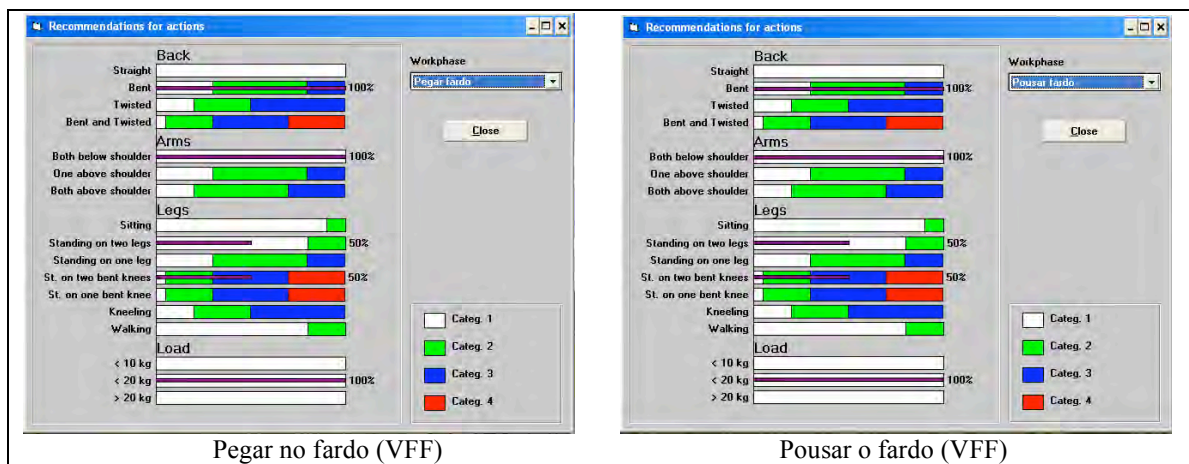 Recommendations for actions
Back
Straight
Bent 100%
Twisted
Bent and Twisted
Arms
Both below shoulder 100%
One above shoulder
Both above shoulder
Legs
Sitting
Standing on two legs 50%
Standing on one leg
St. on two bent knees 50%
St. on one bent knee
Kneeling
Walking
Load
< 10 kg
< 20 kg 100%
> 20 kg
Workphase
Pegar fardo
Close
Categ. 1
Categ. 2
Categ. 3
Categ. 4
Pegar no fardo (VFF)
Recommendations for actions
Back
Straight
Bent 100%
Twisted
Bent and Twisted
Arms
Both below shoulder 100%
One above shoulder
Both above shoulder
Legs
Sitting
Standing on two legs 50%
Standing on one leg
St. on two bent knees 50%
St. on one bent knee
Kneeling
Walking
Load
< 10 kg
< 20 kg 100%
> 20 kg
Workphase
Pousar fardo
Close
Categ. 1
Categ. 2
Categ. 3
Categ. 4
Pousar o fardo (VFF)